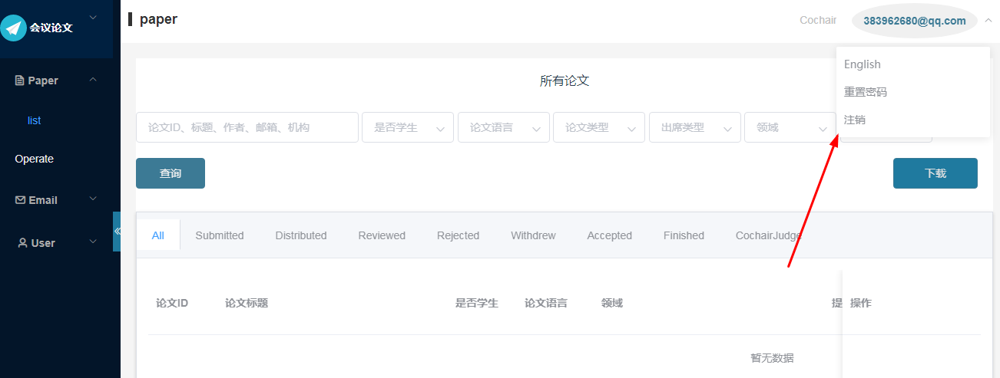 会议论文
paper
Cochair
383962680@qq.com
English
重置密码
注销
Paper
list
Operate
Email
User
所有论文
论文ID、标题、作者、邮箱、机构
是否学生
论文语言
论文类型
出席类型
领域
查询
下载
All Submitted Distributed Reviewed Rejected Withdrew Accepted Finished CochairJudge
论文ID 论文标题 是否学生 论文语言 领域 提 操作
暂无数据